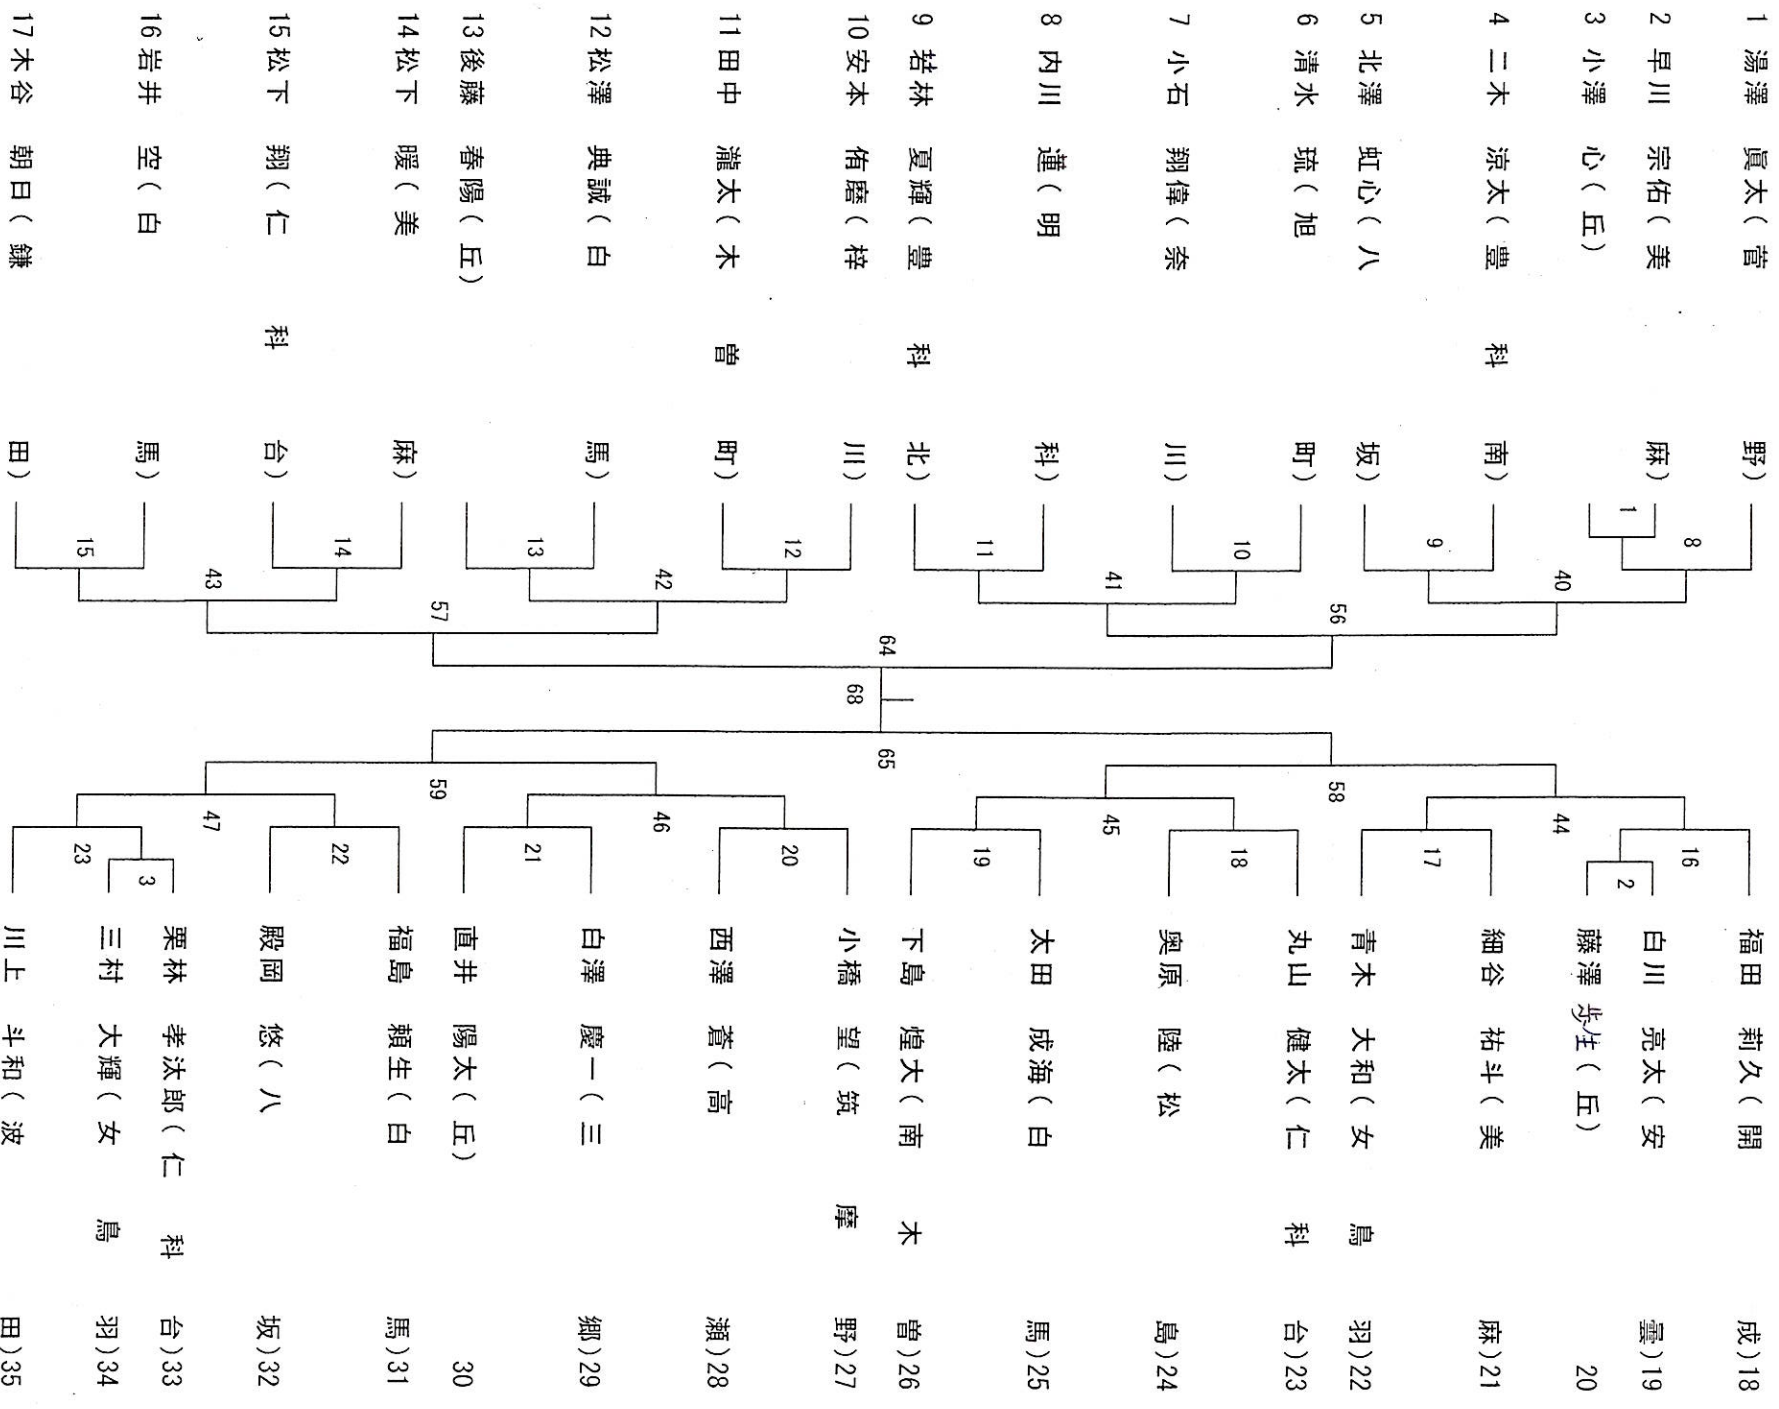 1 湯澤 眞太(菅野)
2 早川 宗佑(美麻)
3 小澤 心(丘)
4 二木 涼太(豊科南)
5 北澤 虹心(八坂)
6 清水 琉(旭町)
7 小石 翔偉(奈川)
8 内川 蓮(明科)
9 若林 夏輝(豊科北)
10 安本 侑磨(梓川)
11 田中 瀧太(木曽町)
12 松澤 典誠(白馬)
13 後藤 春陽(丘)
14 松下 暖(美麻)
15 松下 翔(仁科台)
16 岩井 空(白馬)
17 木谷 朝日(鎌田)
1
8
9
10
11
12
13
14
15
40
41
42
43
56
57
64
68
65
58
59
44
45
46
47
16
2
17
18
19
20
21
22
3
23
福田 莉久(開成)18
白川 亮太(安曇)19
藤澤 歩生(丘) 20
細谷 祐斗(美麻)21
青木 大和(女鳥羽)22
丸山 健太(仁科台)23
奥原 陸(松島)24
太田 成海(白馬)25
下島 煌大(南木曽)26
小橋 望(筑摩野)27
西澤 蒼(高瀬)28
白澤 慶一(三郷)29
直井 陽太(丘) 30
福島 頼生(白馬)31
殿岡 悠(八坂)32
栗林 孝汰郎(仁科台)33
三村 大輝(女鳥羽)34
川上 斗和(波田)35